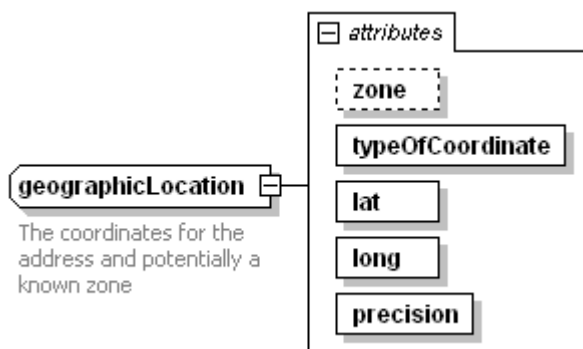 attributes
zone
typeOfCoordinate
geographicLocation
lat
The coordinates for the
address and potentially a
known zone
long
precision